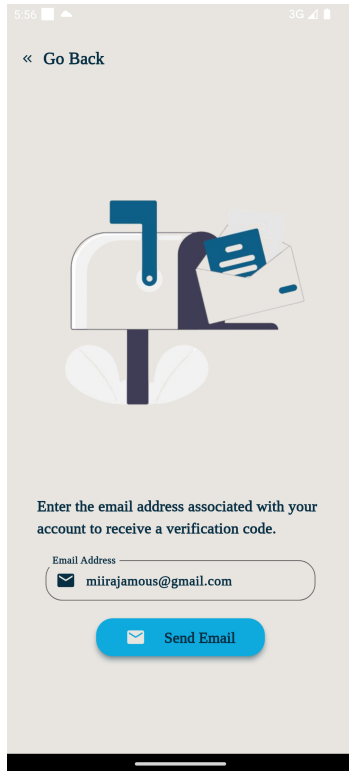 5:56 3G
« Go Back
Enter the email address associated with your
account to receive a verification code.
Email Address
miirajamous@gmail.com
Send Email